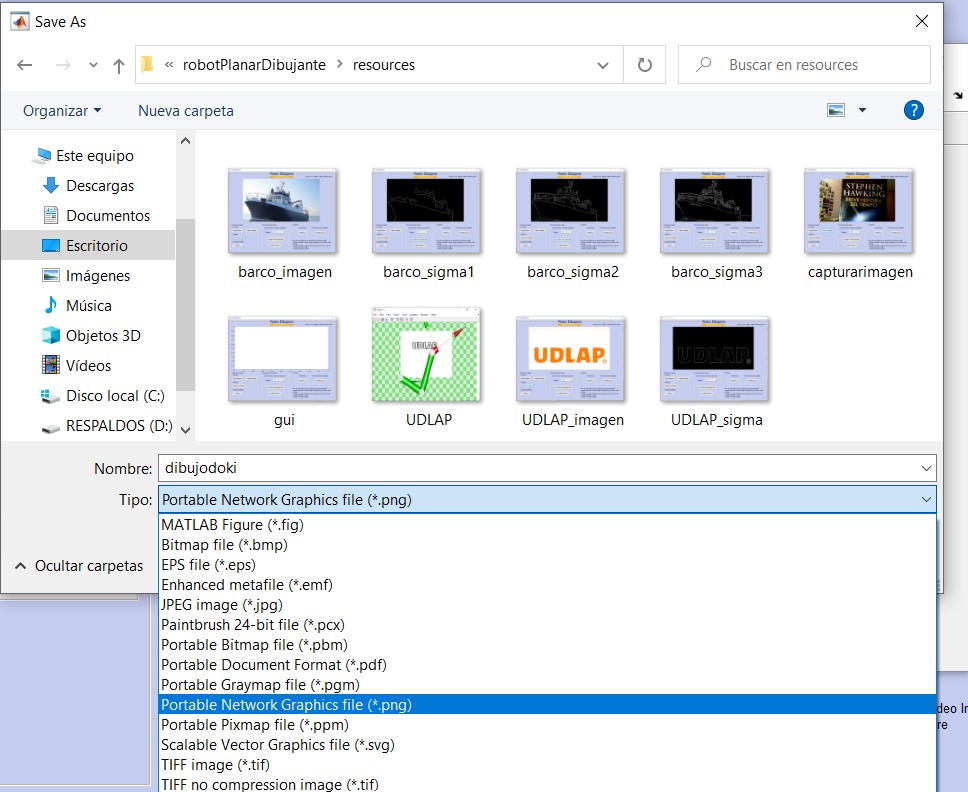 Save As
« robotPlanarDibujante > resources
Buscar en resources
Organizar
Nueva carpeta
?
Este equipo
Descargas
Documentos
Escritorio
Imágenes
Música
Objetos 3D
Vídeos
Disco local (C:)
RESPALDOS (D:)
STEPHEN
HAWKING
BREVE HISTORIA
DEL TIEMPO
barco_imagen
barco_sigma1
barco_sigma2
barco_sigma3
capturarimagen
UDLAP
UDLAP
UDLAP
gui
UDLAP
UDLAP_imagen
UDLAP_sigma
Nombre: dibujodoki
Tipo: Portable Network Graphics file (*.png)
MATLAB Figure (*.fig)
Bitmap file (*.bmp)
EPS file (*.eps)
Enhanced metafile (*.emf)
JPEG image (*.jpg)
Paintbrush 24-bit file (*.pcx)
Portable Bitmap file (*.pbm)
Portable Document Format (*.pdf)
Portable Graymap file (*.pgm)
Portable Network Graphics file (*.png)
Portable Pixmap file (*.ppm)
Scalable Vector Graphics file (*.svg)
TIFF image (*.tif)
TIFF no compression image (*.tif)
Ocultar carpetas
deo In
re